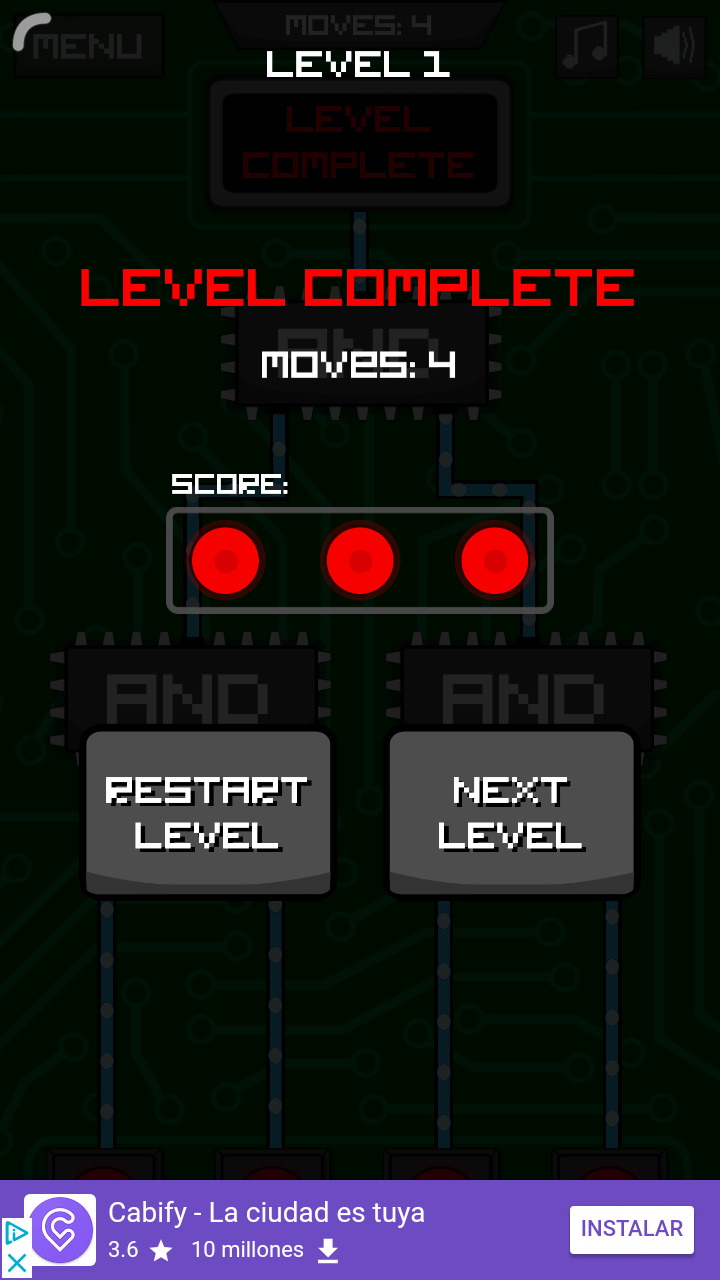 MENU
MOVES: 4
LEVEL 1
LEVEL
COMPLETE
LEVEL COMPLETE
AND
MOVES: 4
SCORE:
AND
AND
RESTART
LEVEL
NEXT
LEVEL
Cabify - La ciudad es tuya
3.6
10 millones
INSTALAR